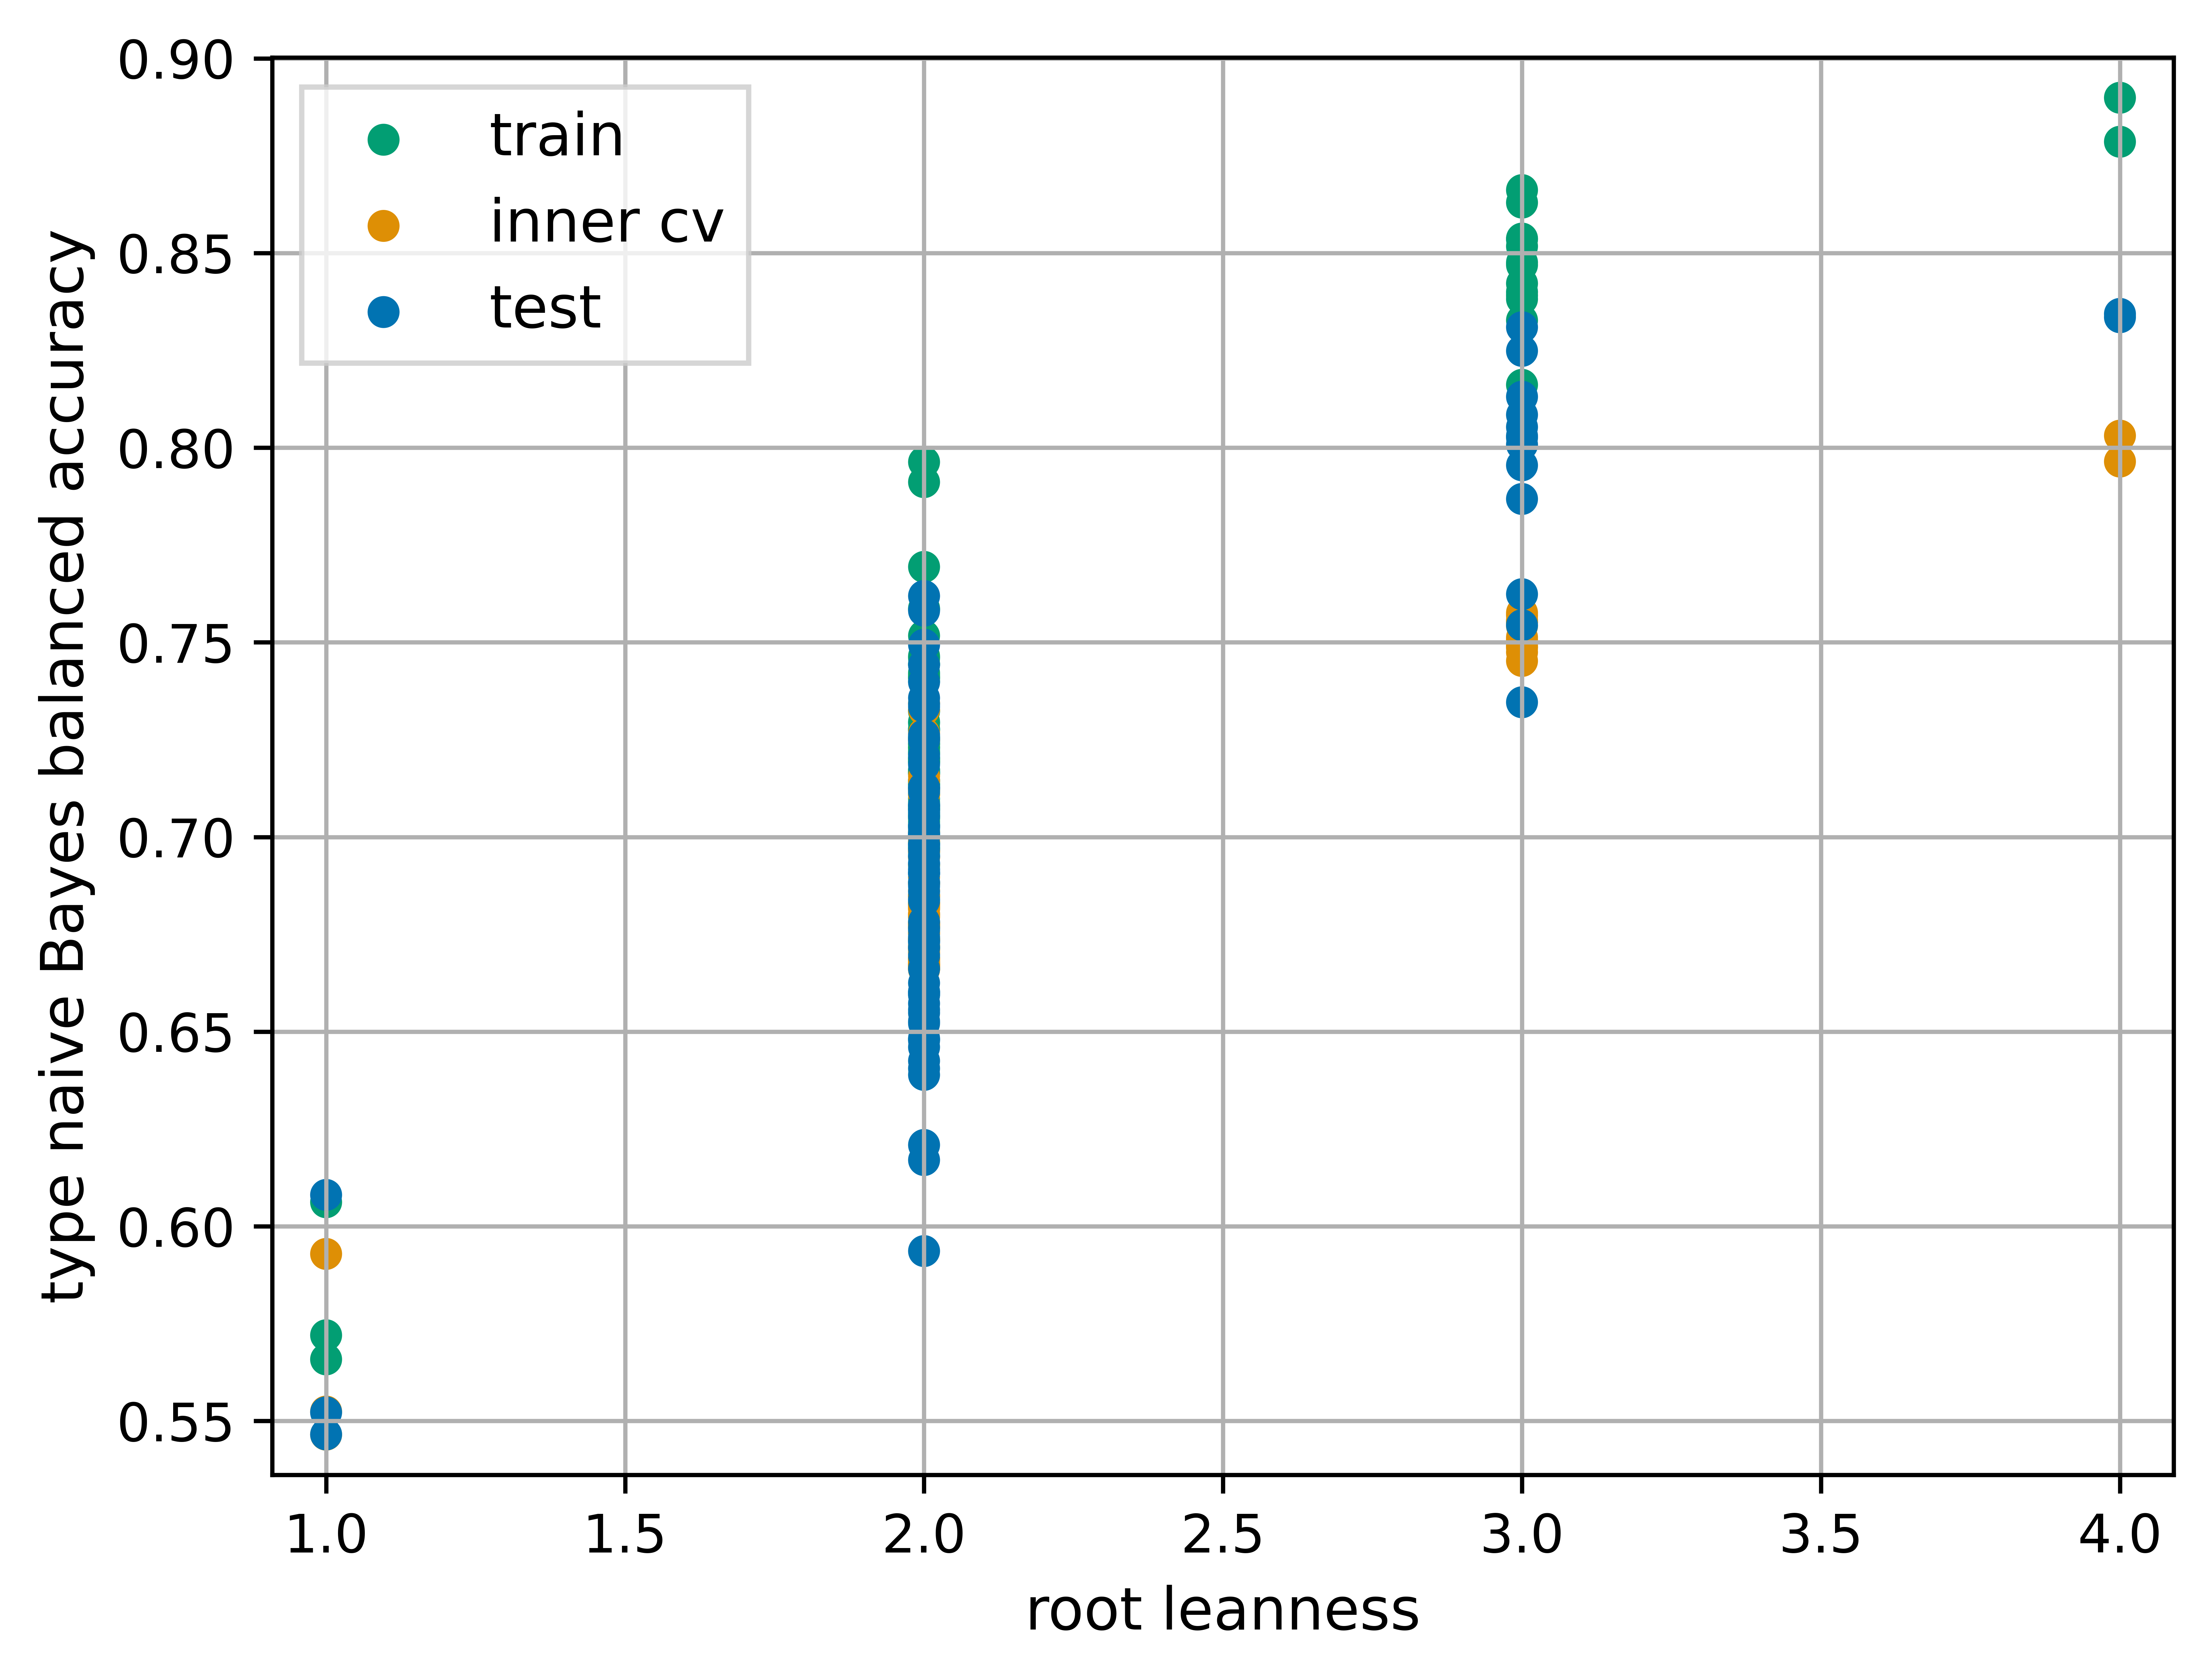 train
inner cv
test
type naive Bayes balanced accuracy
0.90
0.85
0.80
0.75
0.70
0.65
0.60
0.55
1.0 1.5 2.0 2.5 3.0 3.5 4.0
root leanness